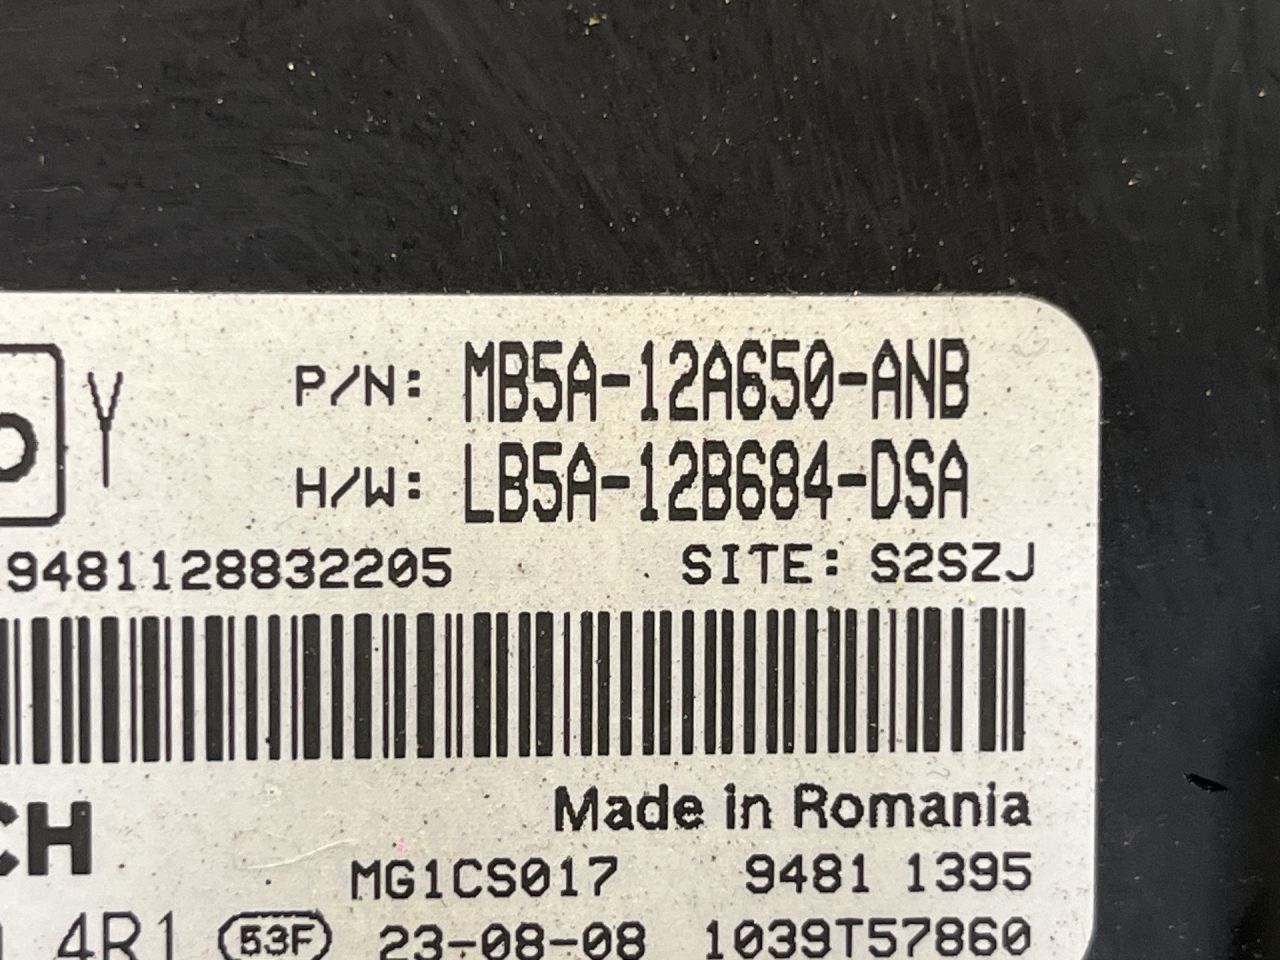 Y P/N: MB5A-12A650-ANB
H/W: LB5A-12B684-DSA
9481128832205 SITE: S2SZJ
CH Made in Romania
MG1CS017 9481 1395
4R1 53F 23-08-08 1039T57860